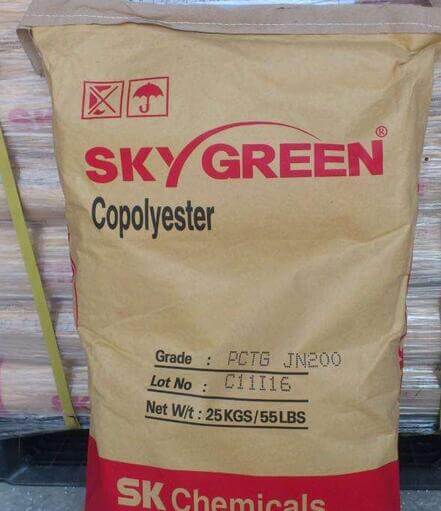 SKYGREEN®
Copolyester
Grade : PCTG JN200
Lot No : C11I16
Net W/t : 25KGS/55LBS
SK Chemicals